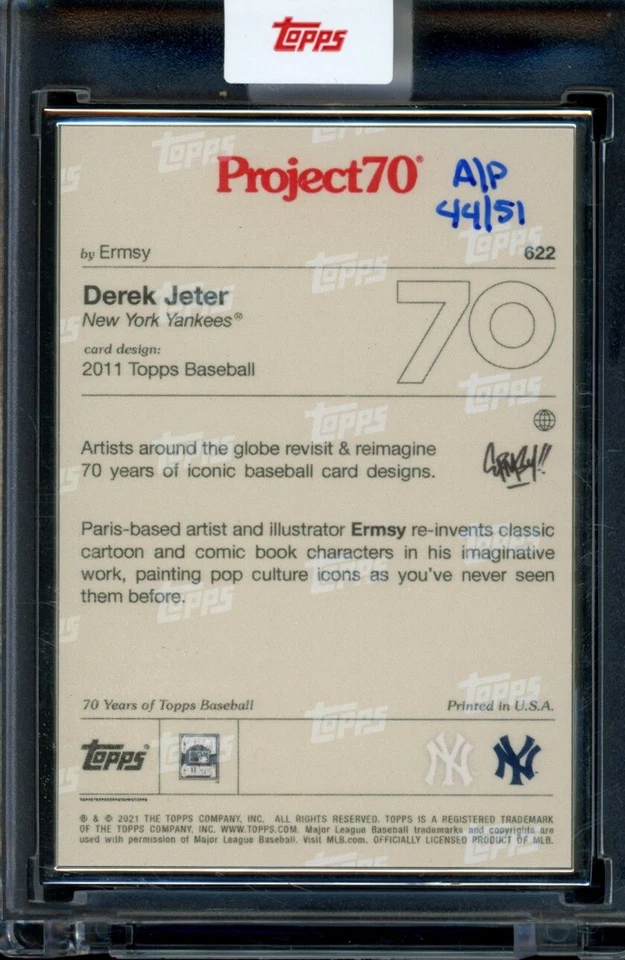 Topps
Project70®
A/P
44/51
by Ermsy
622
Derek Jeter
New York Yankees®
card design:
2011 Topps Baseball
70
Artists around the globe revisit & reimagine
70 years of iconic baseball card designs.
Ermsy!!
Paris-based artist and illustrator Ermsy re-invents classic
cartoon and comic book characters in his imaginative
work, painting pop culture icons as you've never seen
them before.
70 Years of Topps Baseball
Printed in U.S.A.
Topps
COLLECTION
NY
NY
® & © 2021 THE TOPPS COMPANY, INC. ALL RIGHTS RESERVED. TOPPS IS A REGISTERED TRADEMARK
OF THE TOPPS COMPANY, INC. WWW.TOPPS.COM. Major League Baseball trademarks and copyrights are
used with permission of Major League Baseball. Visit MLB.com. OFFICIALLY LICENSED PRODUCT OF MLB.